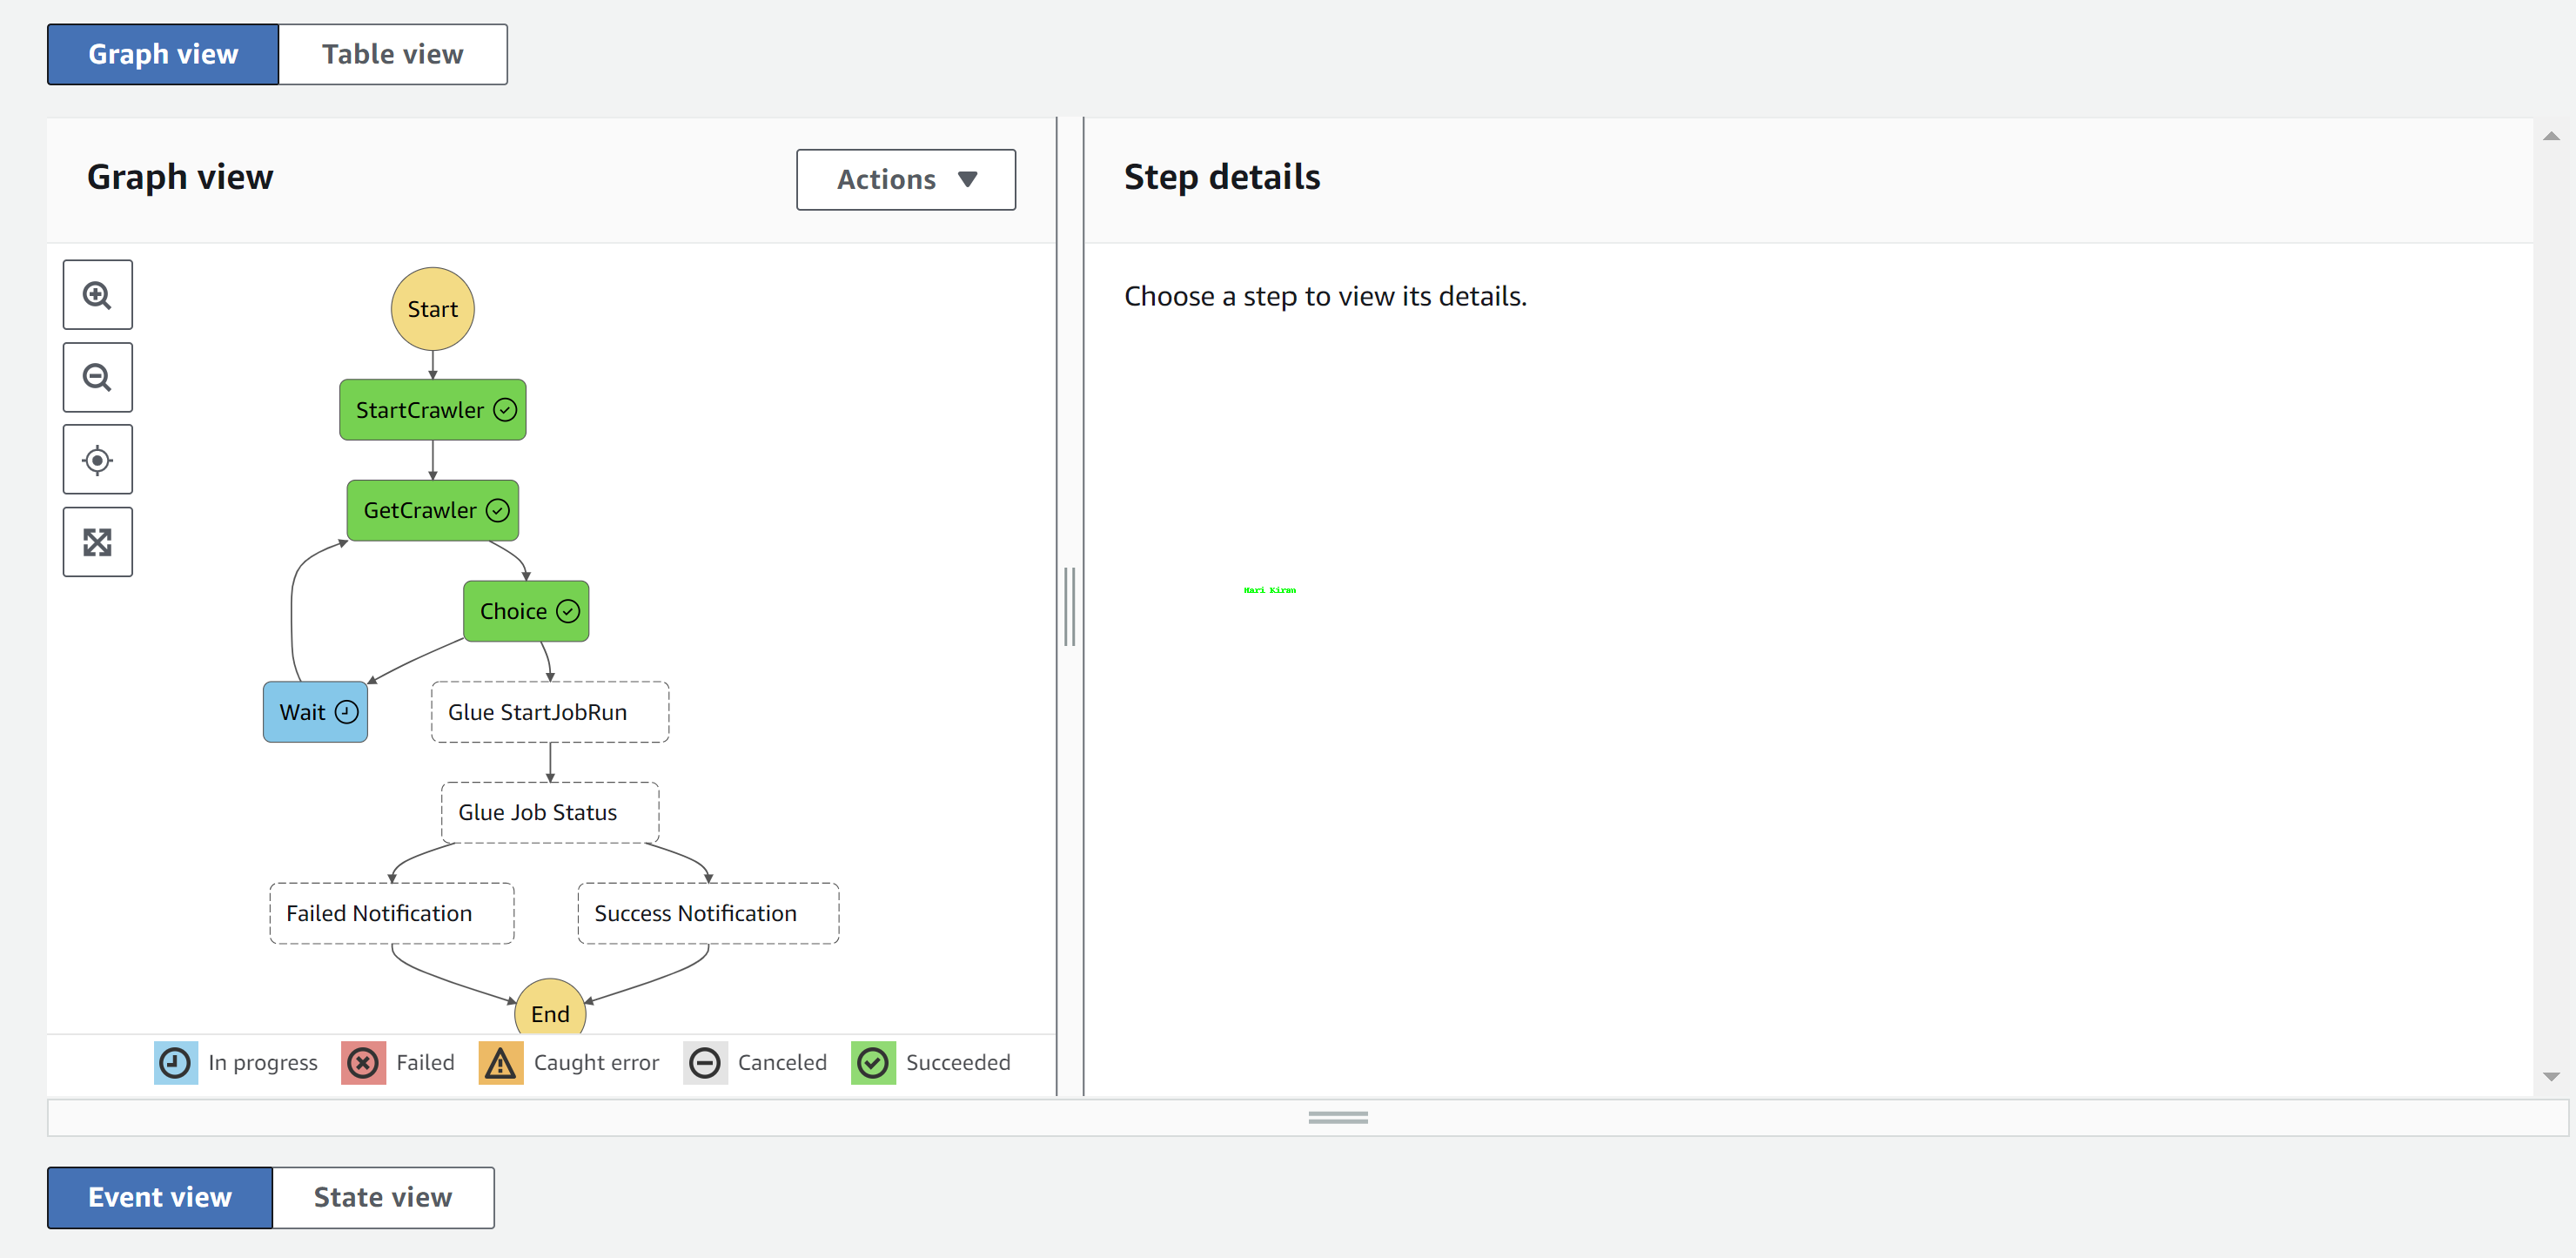 Graph view Table view
Graph view
Actions
Step details
Choose a step to view its details.
Start
StartCrawler
GetCrawler
Choice
Wait
Glue StartJobRun
Glue Job Status
Failed Notification
Success Notification
End
In progress Failed Caught error Canceled Succeeded
Hari Kiran
Event view State view